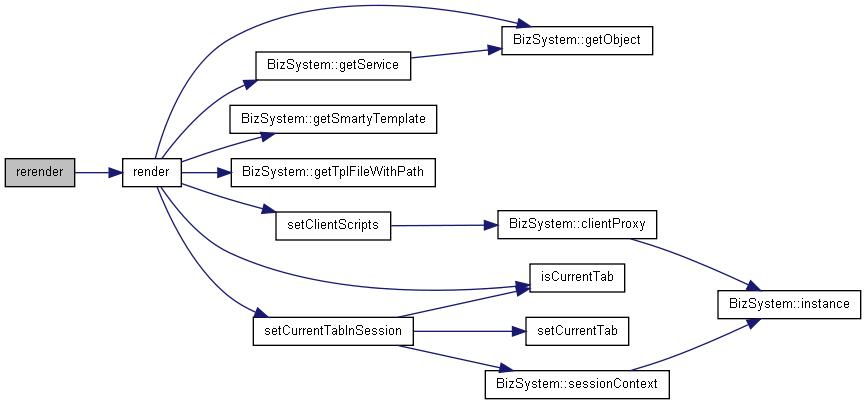 rerender
render
BizSystem::getObject
BizSystem::getService
BizSystem::getSmartyTemplate
BizSystem::getTplFileWithPath
setClientScripts
BizSystem::clientProxy
isCurrentTab
BizSystem::instance
setCurrentTabInSession
setCurrentTab
BizSystem::sessionContext